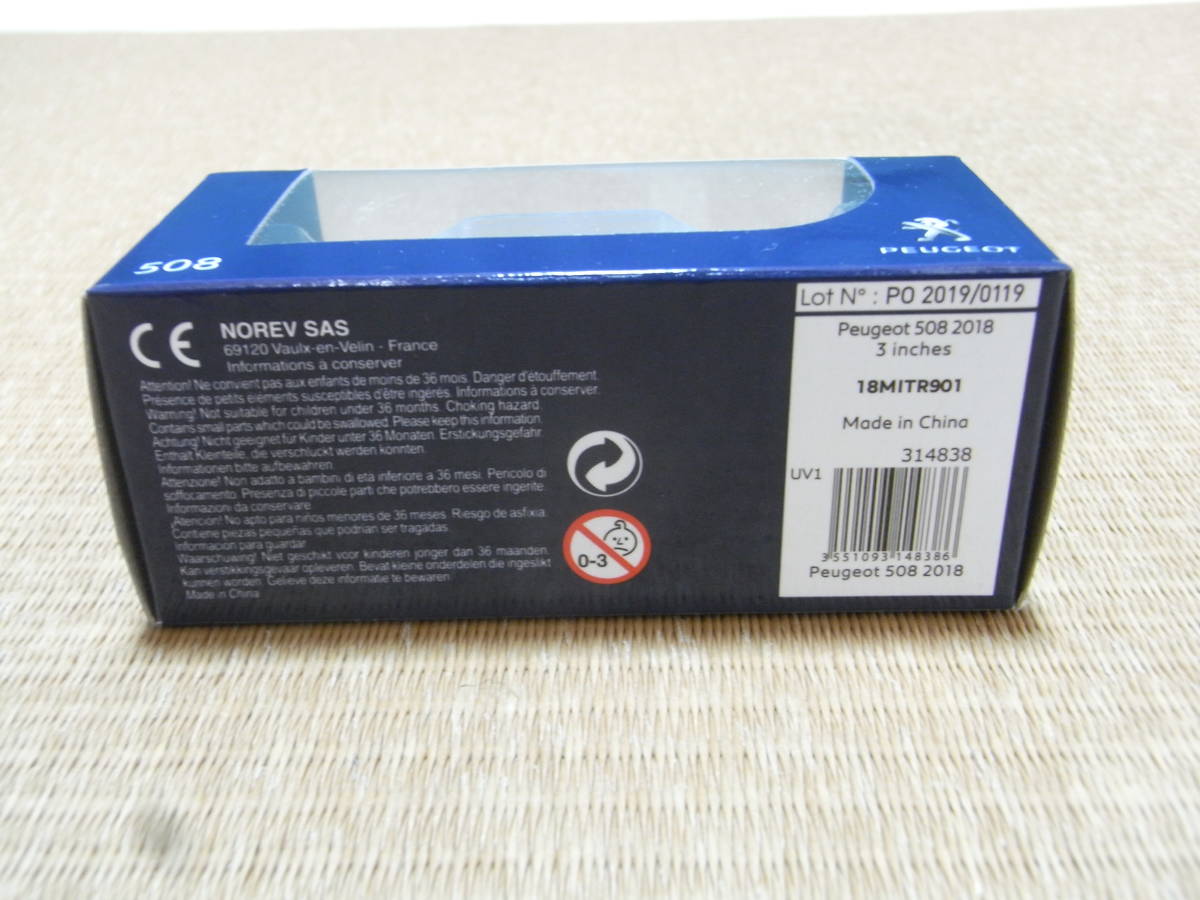 508
PEUGEOT
CE
NOREV SAS
69120 Vaulx-en-Velin - France
Informations à conserver
Attention! Ne convient pas aux enfants de moins de 36 mois. Danger d'étouffement.
Présence de petits éléments susceptibles d'être ingérés. Informations à conserver.
Warning! Not suitable for children under 36 months. Choking hazard.
Contains small parts which could be swallowed. Please keep this information.
Achtung! Nicht geeignet für Kinder unter 36 Monaten. Erstickungsgefahr.
Enthält Kleinteile, die verschluckt werden konnten.
Informationen bitte aufbewahren.
Attenzione! Non adatto a bambini di età inferiore a 36 mesi. Pericolo di
soffocamento. Presenza di piccole parti che potrebbero essere ingerite.
Informazioni da conservare.
¡Atencion! No apto para niños menores de 36 meses. Riesgo de asfixia.
Contiene piezas pequeñas que podrian ser tragadas.
Información para guardar.
Waarschuwing! Niet geschikt voor kinderen jonger dan 36 maanden.
Kan verstikkingsgevaar opleveren. Bevat kleine onderdelen die ingeslikt
kunnen worden. Gelieve deze informatie te bewaren.
Made in China
0-3
Lot N° : PO 2019/0119
Peugeot 508 2018
3 inches
18MITR901
Made in China
314838
UV1
3 551093 148386
Peugeot 508 2018